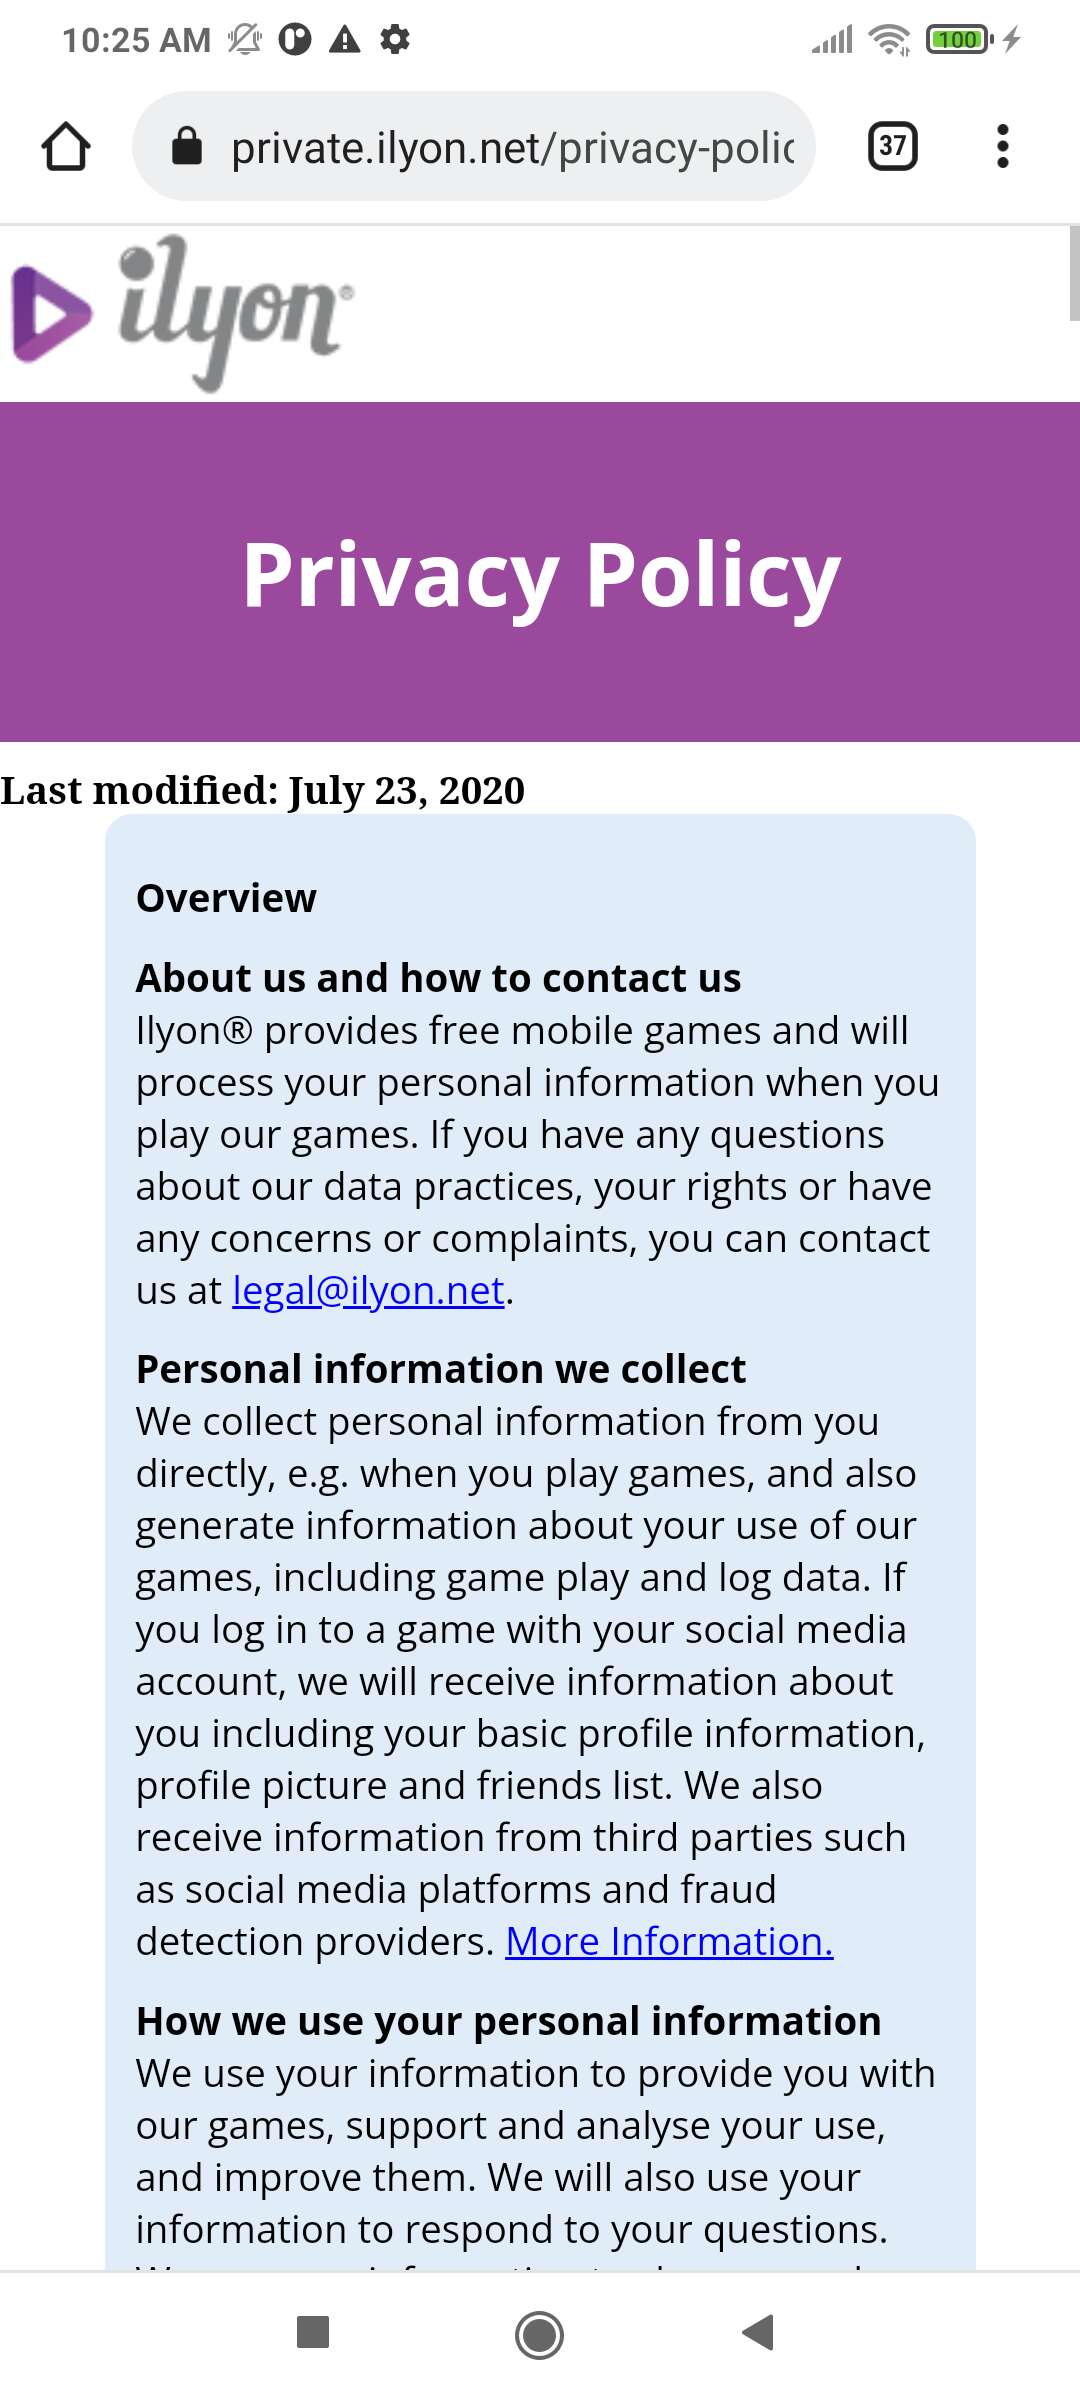 10:25 AM
100
private.ilyon.net/privacy-polic
37
ilyon®
Privacy Policy
Last modified: July 23, 2020
Overview
About us and how to contact us
Ilyon® provides free mobile games and will
process your personal information when you
play our games. If you have any questions
about our data practices, your rights or have
any concerns or complaints, you can contact
us at legal@ilyon.net.
Personal information we collect
We collect personal information from you
directly, e.g. when you play games, and also
generate information about your use of our
games, including game play and log data. If
you log in to a game with your social media
account, we will receive information about
you including your basic profile information,
profile picture and friends list. We also
receive information from third parties such
as social media platforms and fraud
detection providers. More Information.
How we use your personal information
We use your information to provide you with
our games, support and analyse your use,
and improve them. We will also use your
information to respond to your questions.